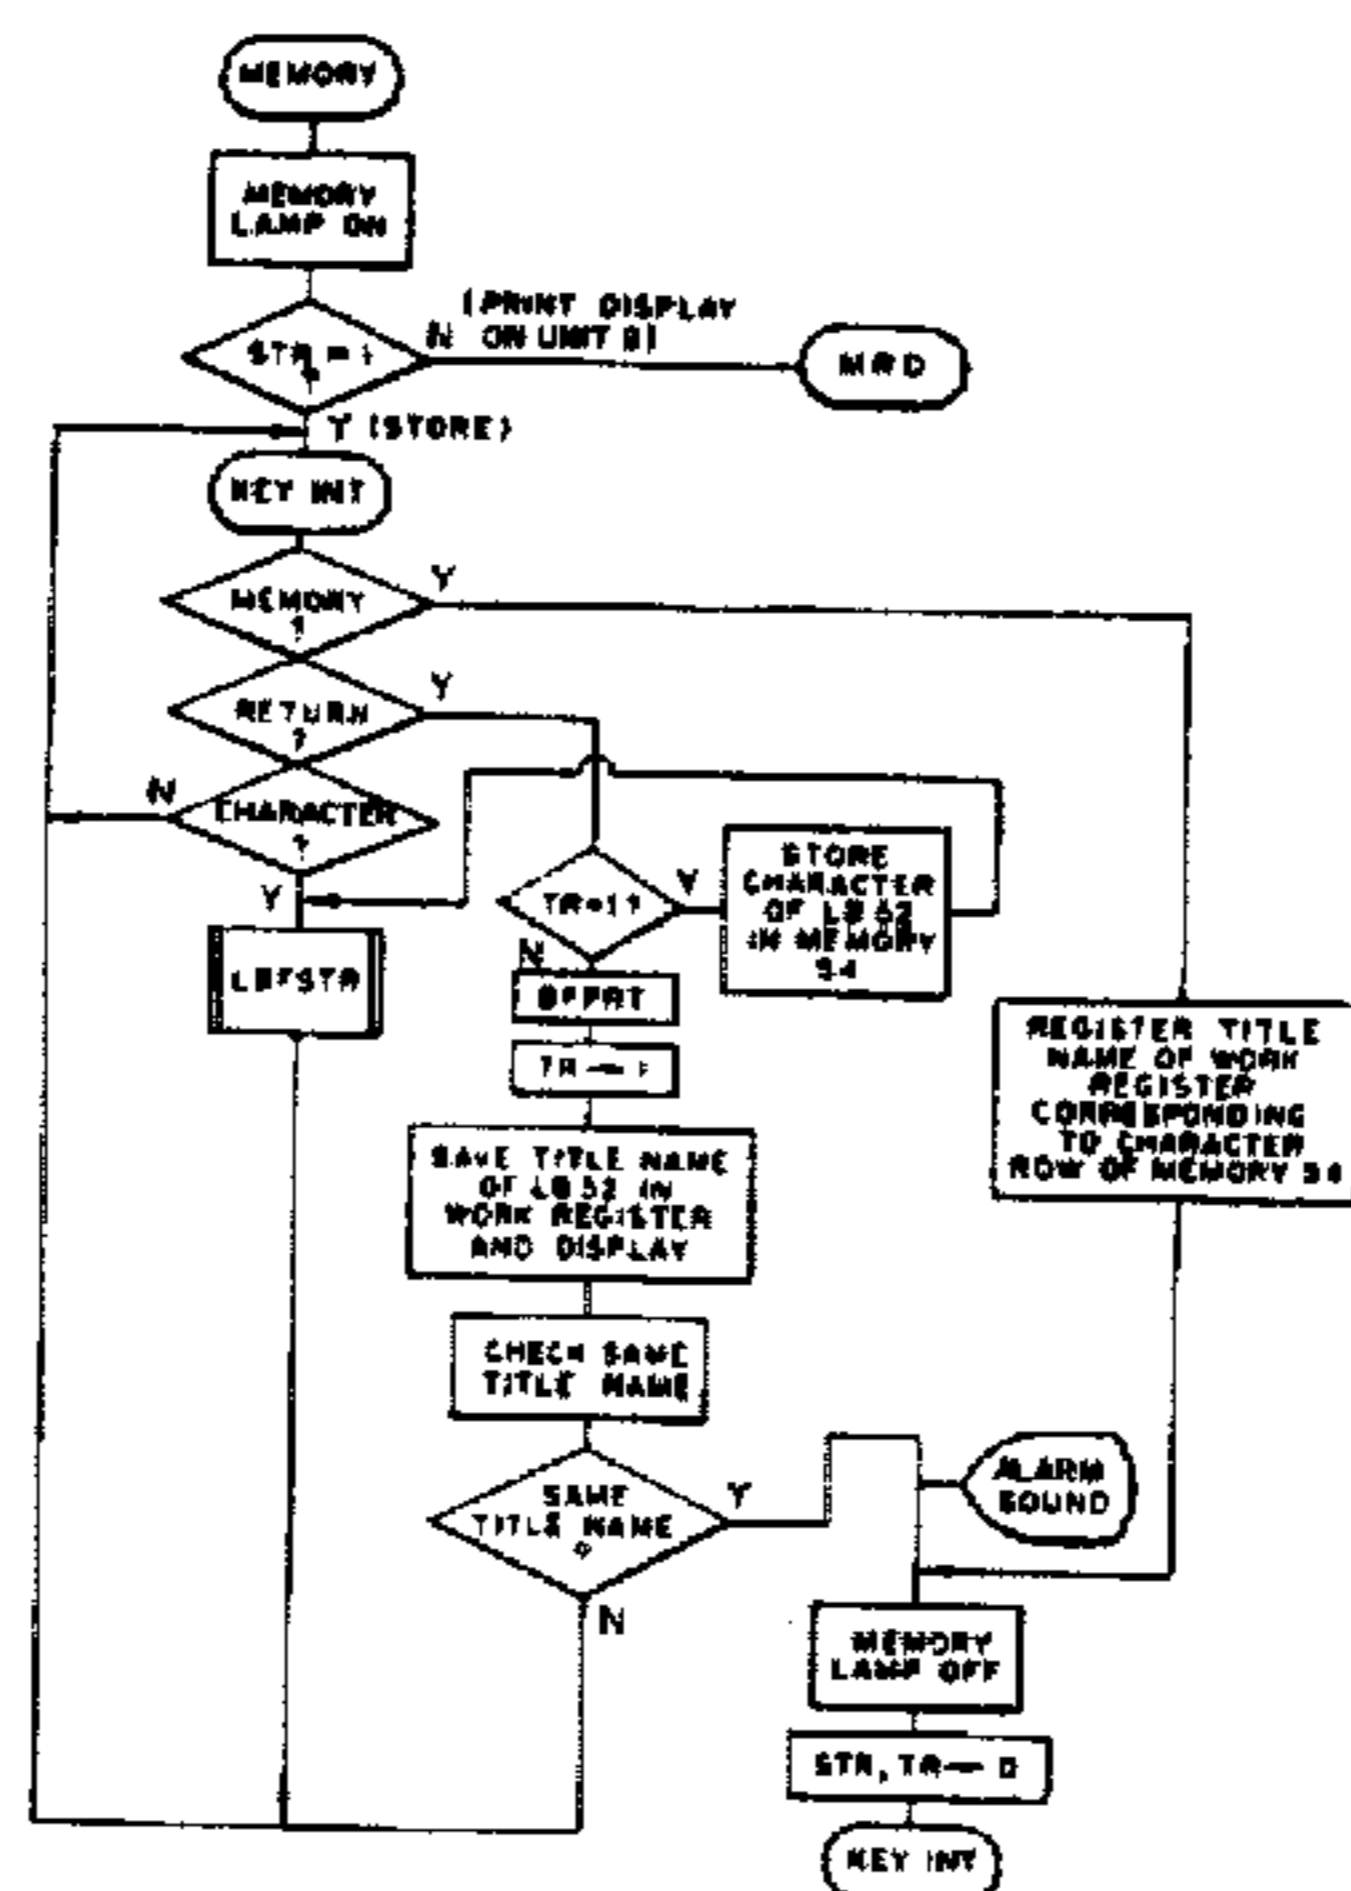 MEMORY
MEMORY
LAMP ON
STR = 1
?
N
(PRINT DISPLAY
ON UNIT 8)
MRD
Y (STORE)
KEY INT
MEMORY
?
Y
RETURN
?
Y
N
CHARACTER
?
Y
LBFSTR
TR=1?
Y
N
STORE
CHARACTER
OF LB 52
IN MEMORY
54
BFPRT
TR ← 1
SAVE TITLE NAME
OF LB 52 IN
WORK REGISTER
AND DISPLAY
CHECK SAME
TITLE NAME
SAME
TITLE NAME
?
Y
N
REGISTER TITLE
NAME OF WORK
REGISTER
CORRESPONDING
TO CHARACTER
ROW OF MEMORY 54
ALARM
SOUND
MEMORY
LAMP OFF
STR, TR ← 0
KEY INT